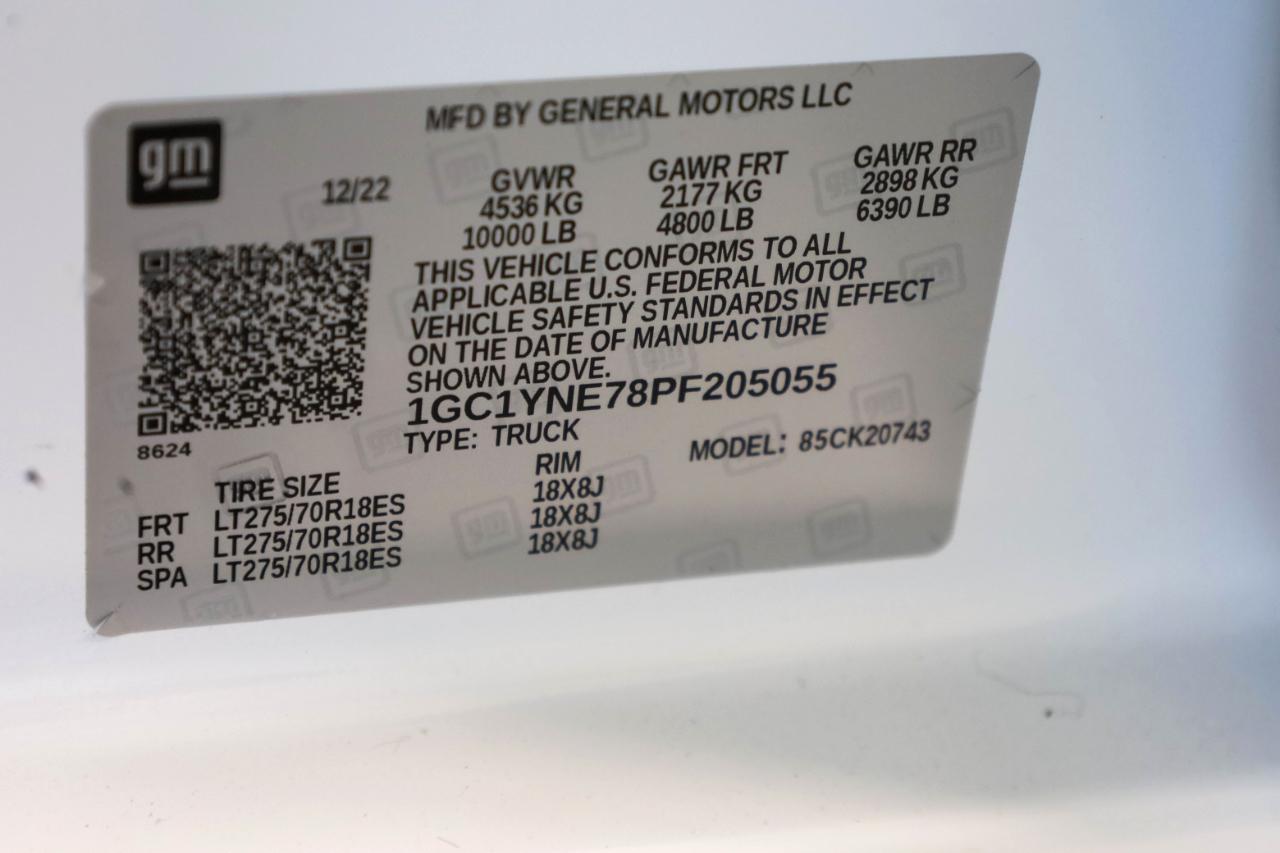 MFD BY GENERAL MOTORS LLC
gm
12/22
GVWR GAWR FRT GAWR RR
4536 KG 2177 KG 2898 KG
10000 LB 4800 LB 6390 LB
THIS VEHICLE CONFORMS TO ALL
APPLICABLE U.S. FEDERAL MOTOR
VEHICLE SAFETY STANDARDS IN EFFECT
ON THE DATE OF MANUFACTURE
SHOWN ABOVE.
1GC1YNE78PF205055
8624
TYPE: TRUCK MODEL: 85CK20743
TIRE SIZE RIM
FRT LT275/70R18ES 18X8J
RR LT275/70R18ES 18X8J
SPA LT275/70R18ES 18X8J